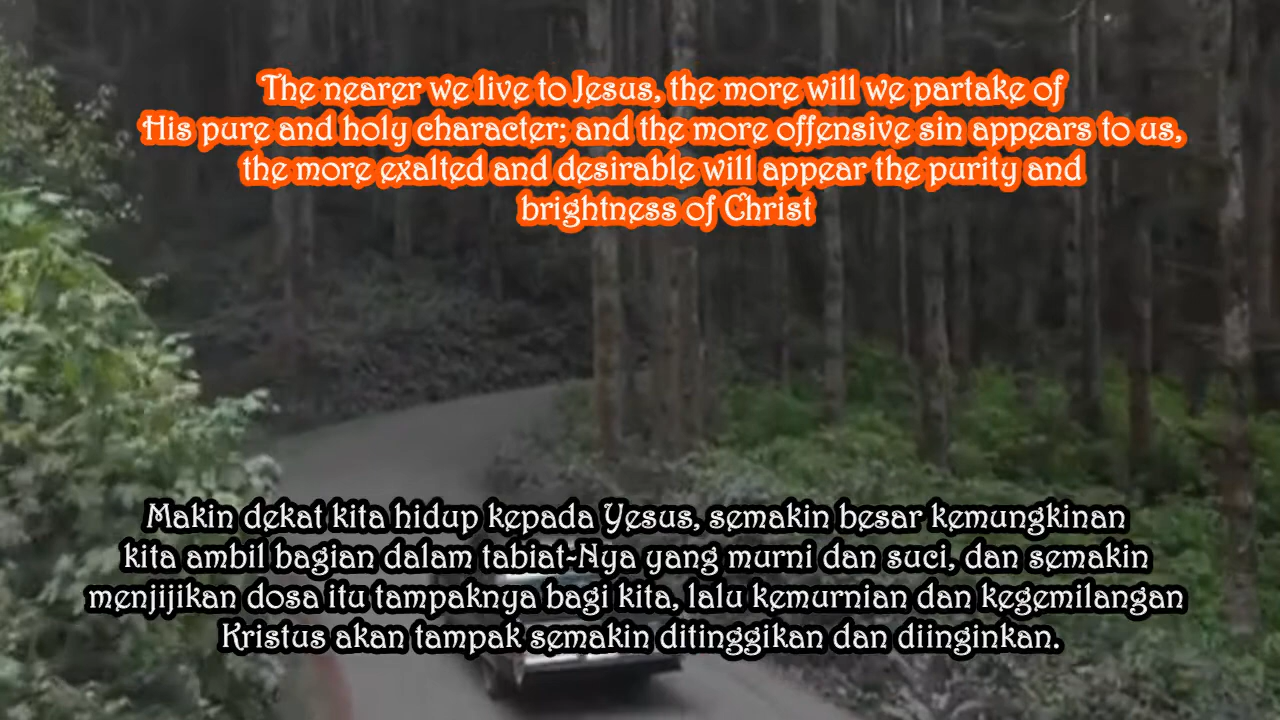 The nearer we live to Jesus, the more will we partake of
His pure and holy character; and the more offensive sin appears to us,
the more exalted and desirable will appear the purity and
brightness of Christ
Makin dekat kita hidup kepada Yesus, semakin besar kemungkinan
kita ambil bagian dalam tabiat-Nya yang murni dan suci, dan semakin
menjijikan dosa itu tampaknya bagi kita, lalu kemurnian dan kegemilangan
Kristus akan tampak semakin ditinggikan dan diinginkan.